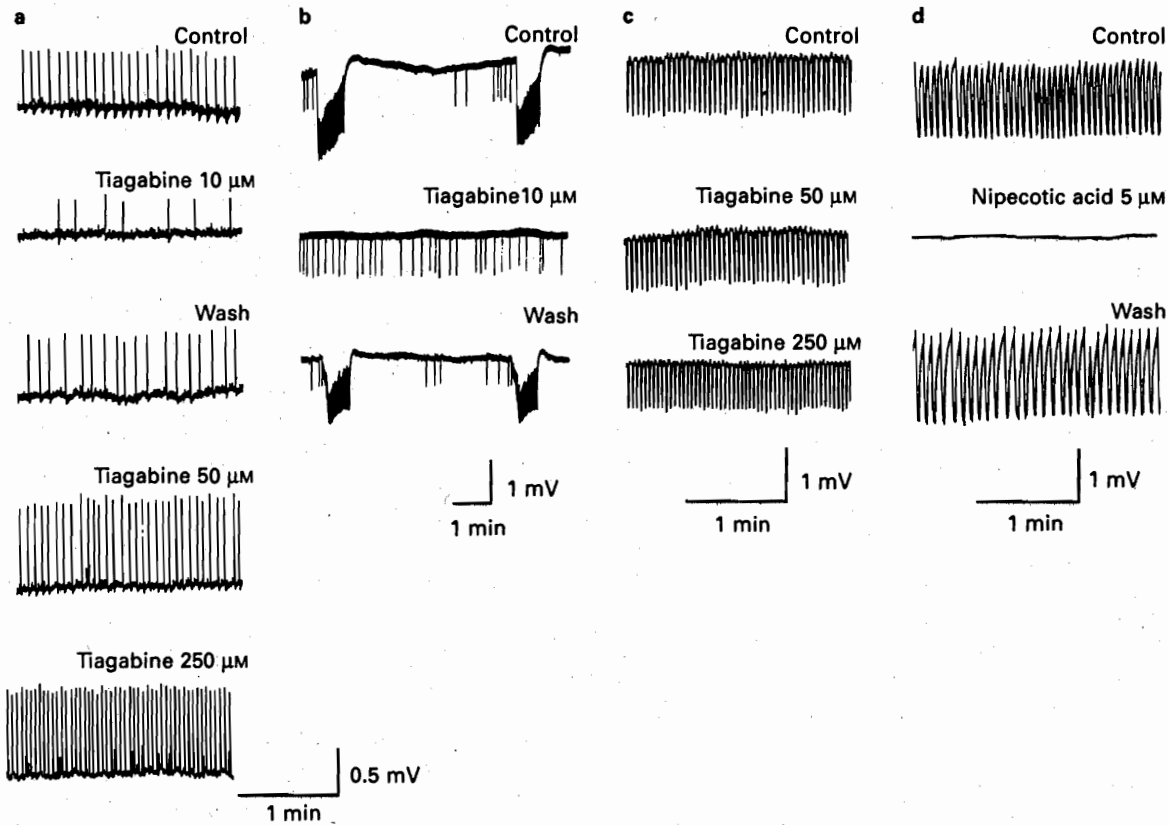 a
Control
Tiagabine 10 μM
Wash
Tiagabine 50 μM
Tiagabine 250 μM
0.5 mV
1 min
b
Control
Tiagabine10 μM
Wash
1 mV
1 min
c
Control
Tiagabine 50 μM
Tiagabine 250 μM
1 mV
1 min
d
Control
Nipecotic acid 5 μM
Wash
1 mV
1 min